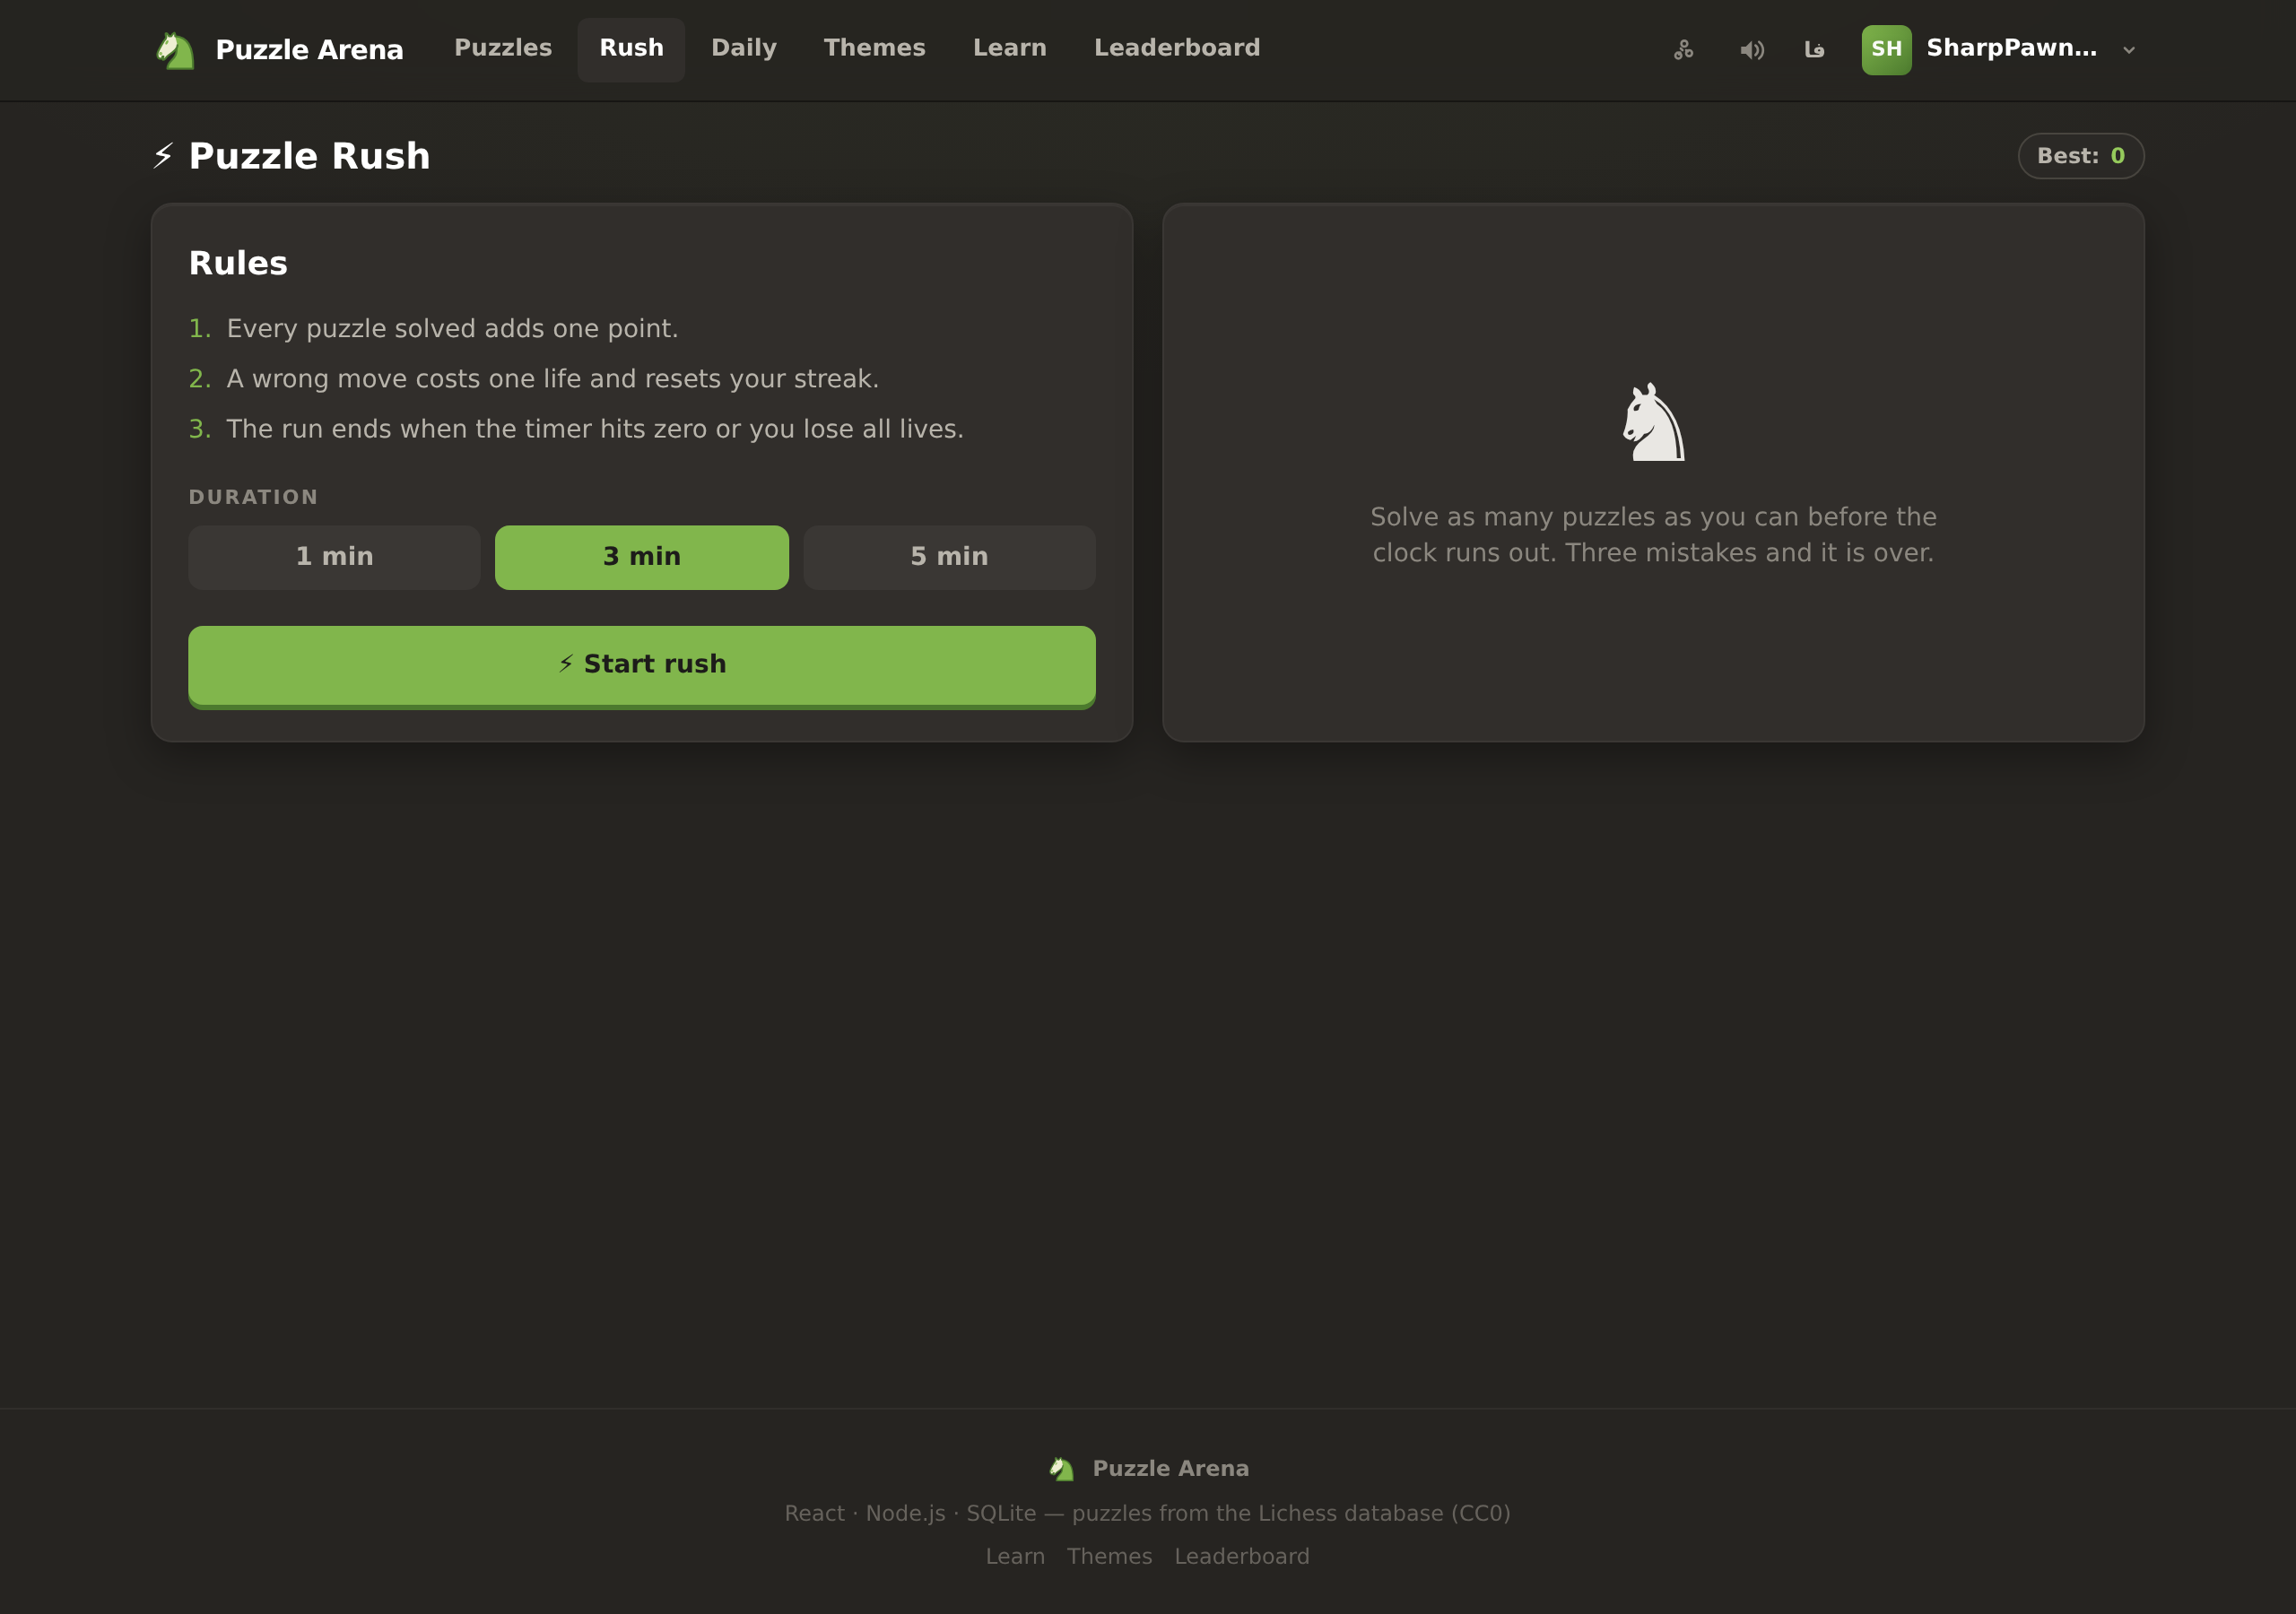 Puzzle Arena Puzzles Rush Daily Themes Learn Leaderboard فا SH SharpPawn…
⚡ Puzzle Rush
Best: 0
Rules
1. Every puzzle solved adds one point.
2. A wrong move costs one life and resets your streak.
3. The run ends when the timer hits zero or you lose all lives.
DURATION
1 min 3 min 5 min
⚡ Start rush
Solve as many puzzles as you can before the
clock runs out. Three mistakes and it is over.
Puzzle Arena
React · Node.js · SQLite — puzzles from the Lichess database (CC0)
Learn Themes Leaderboard